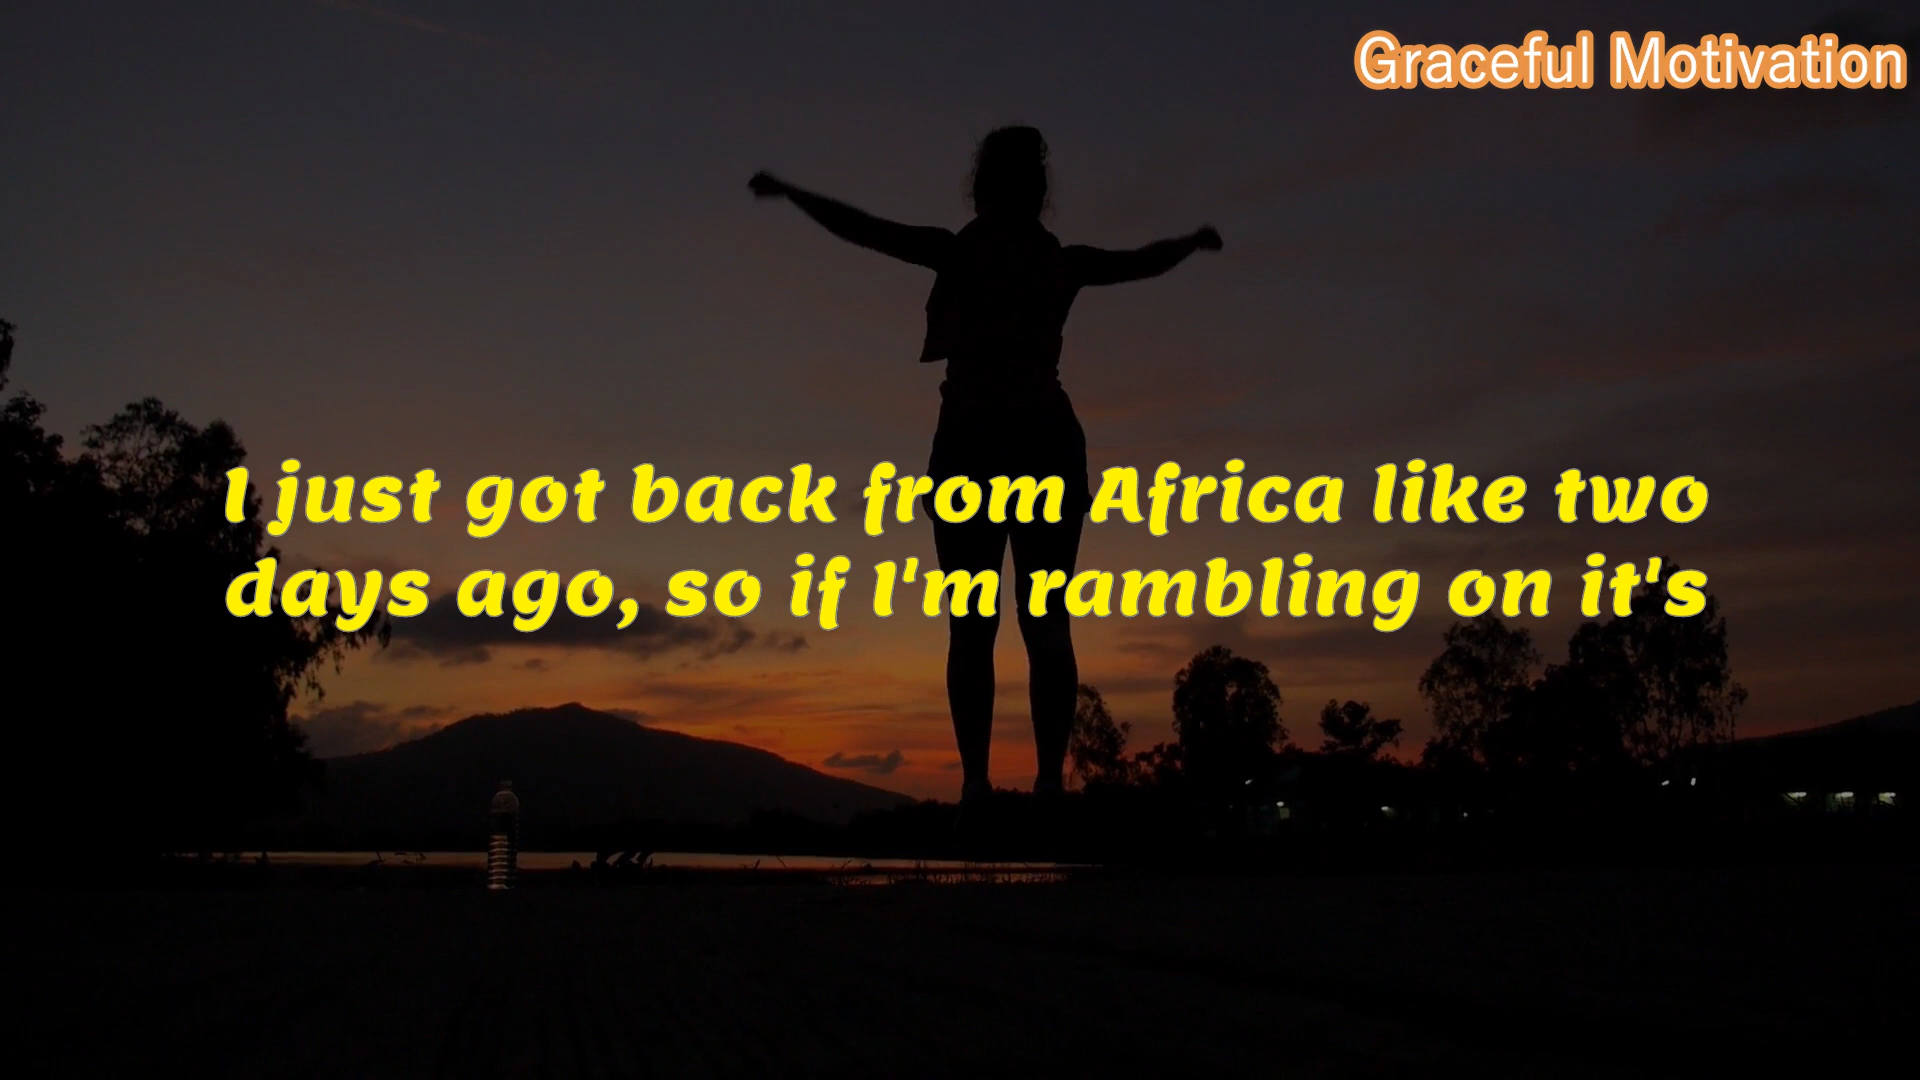 Graceful Motivation
I just got back from Africa like two
days ago, so if I'm rambling on it's